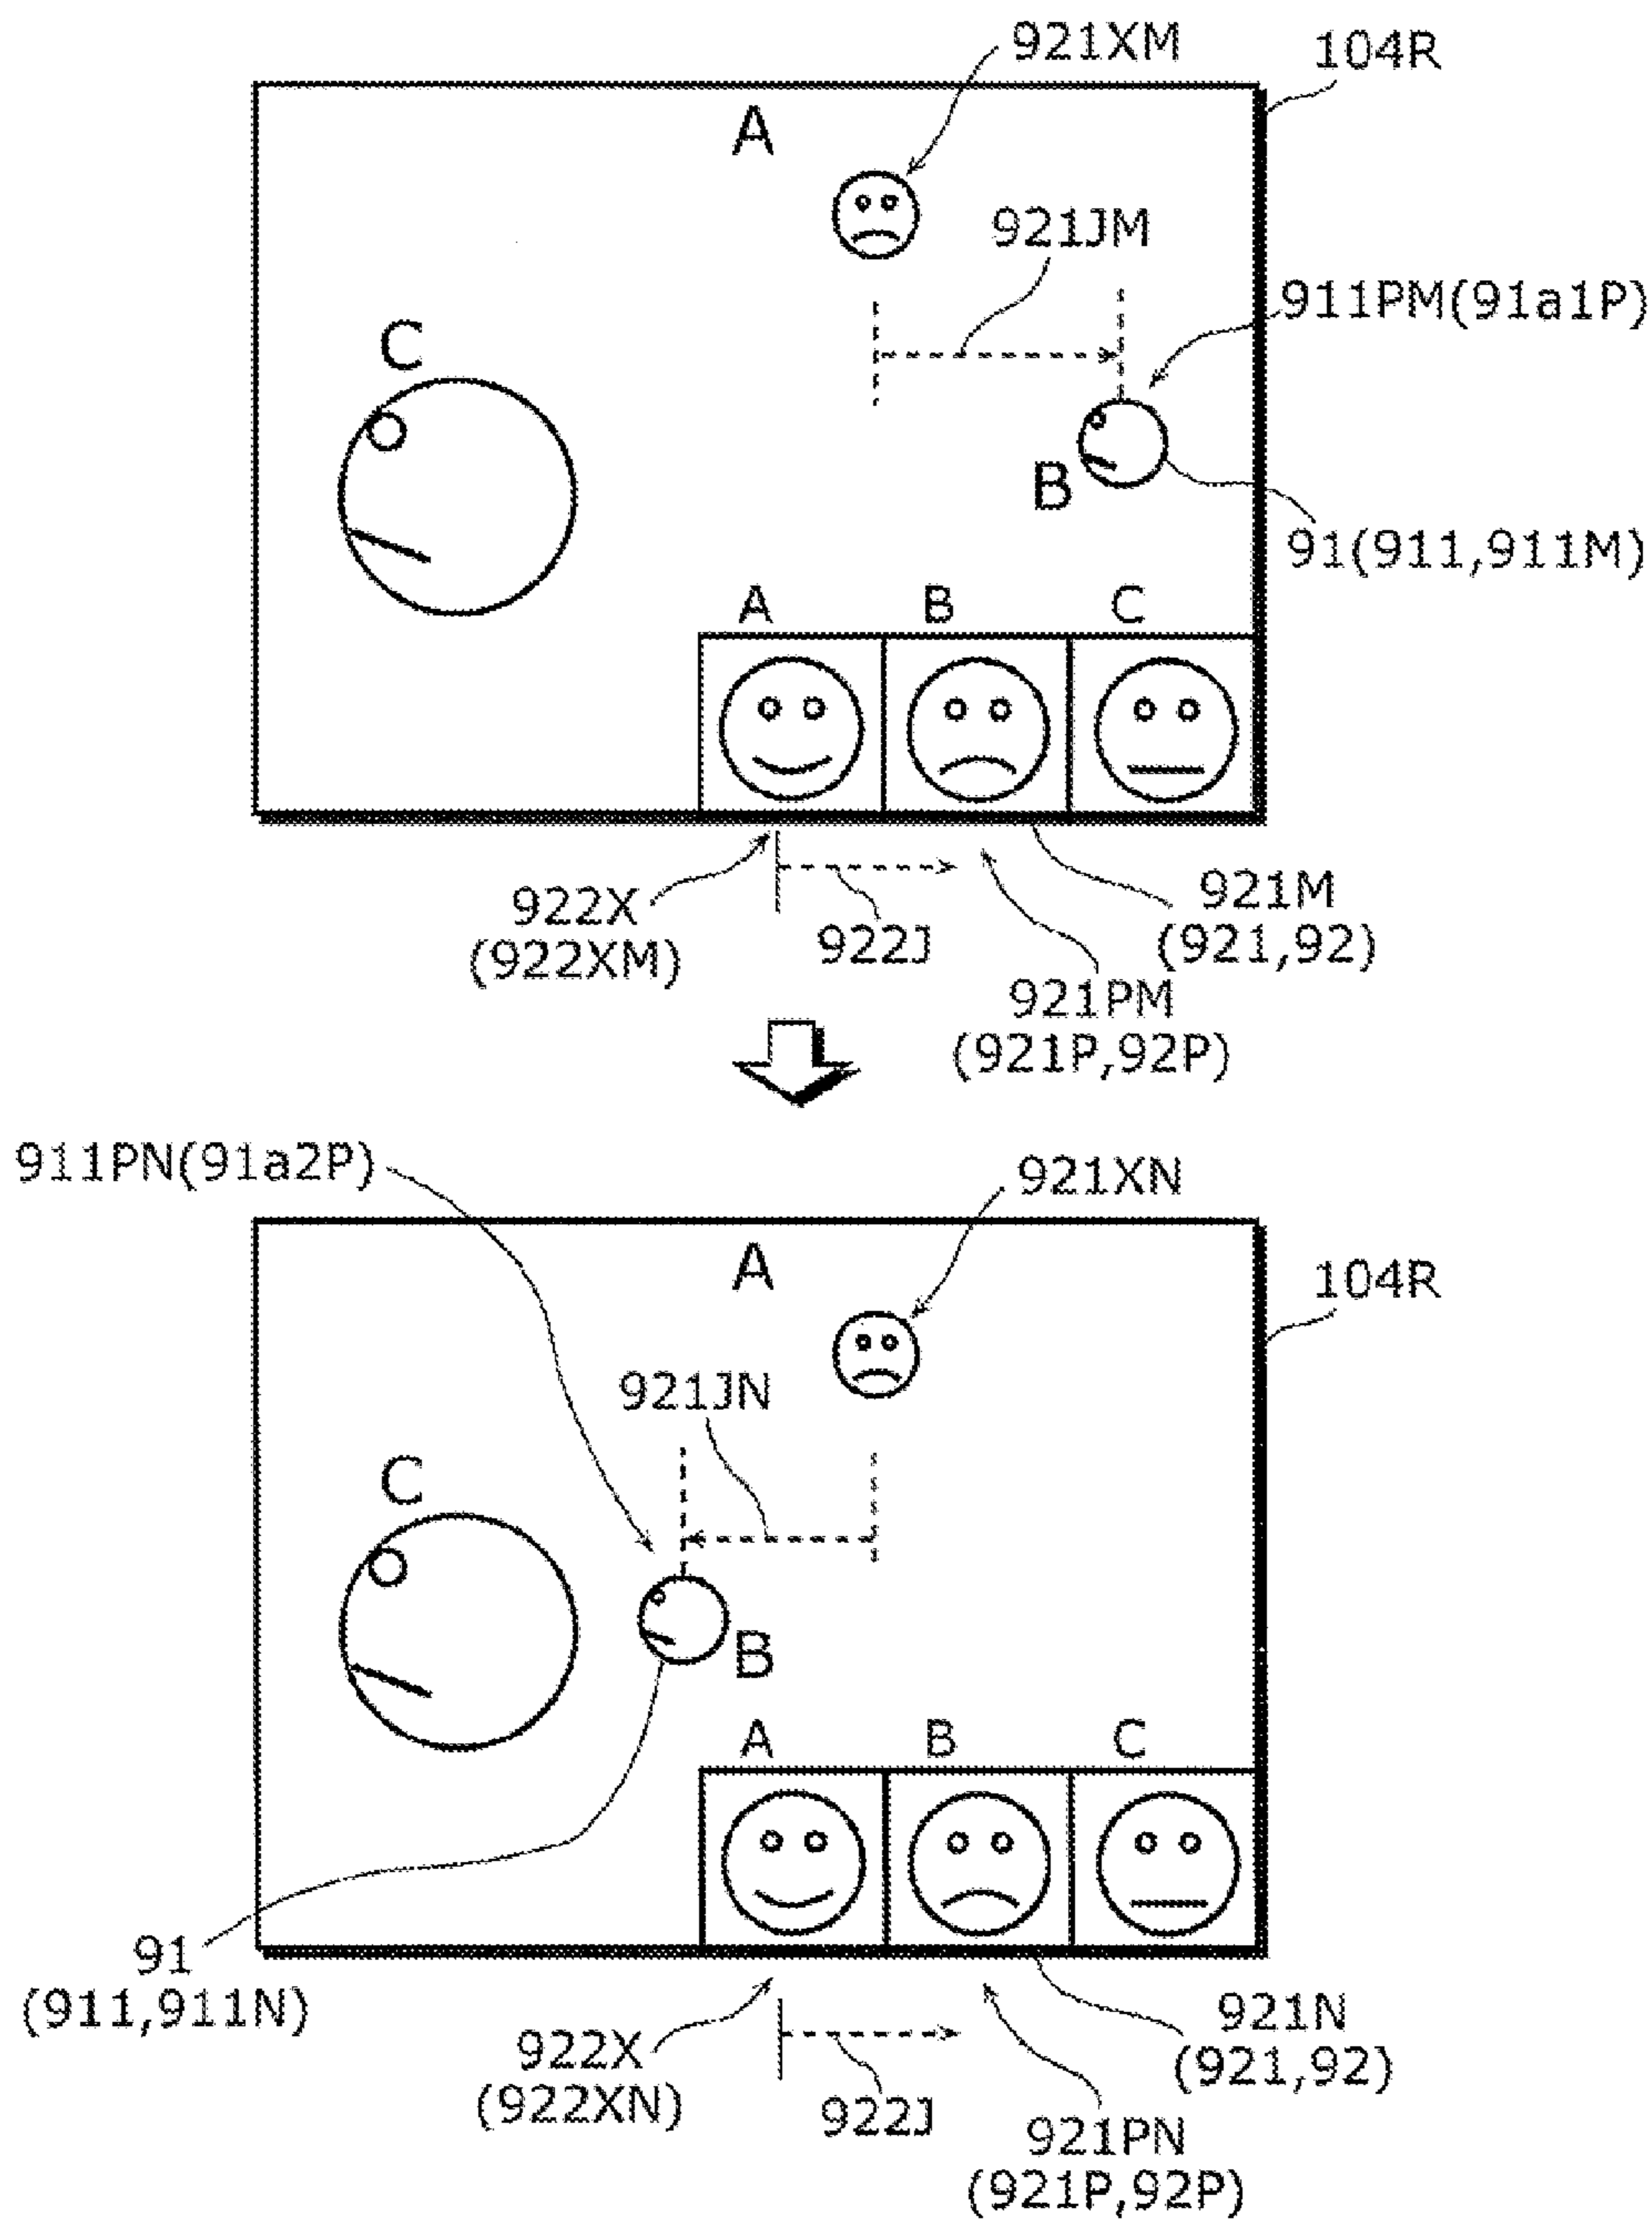 921XM
104R
A
921JM
911PM(91a1P)
C
B
91(911,911M)
A B C
922X
(922XM)
922J
921M
(921,92)
921PM
(921P,92P)
911PN(91a2P)
921XN
A
104R
921JN
C
B
A B C
91
(911,911N)
922X
(922XN)
922J
921N
(921,92)
921PN
(921P,92P)